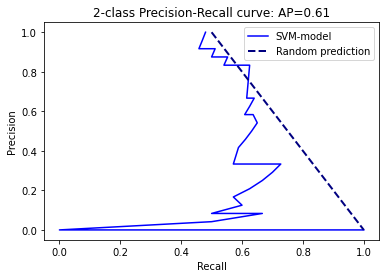 2-class Precision-Recall curve: AP=0.61
SVM-model
Random prediction
Precision
1.0
0.8
0.6
0.4
0.2
0.0
0.0 0.2 0.4 0.6 0.8 1.0
Recall